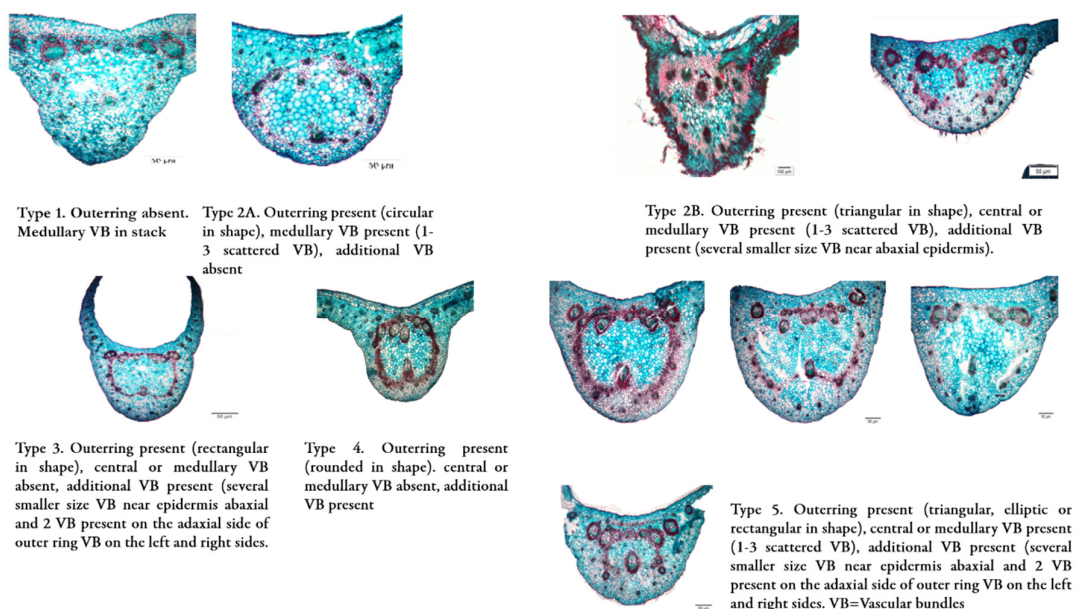 50 µm
50 µm
100 µm
50 µm
Type 1. Outerring absent.
Medullary VB in stack
Type 2A. Outerring present (circular
in shape), medullary VB present (1-
3 scattered VB), additional VB
absent
Type 2B. Outerring present (triangular in shape), central or
medullary VB present (1-3 scattered VB), additional VB
present (several smaller size VB near abaxial epidermis).
50 µm
Type 3. Outerring present (rectangular
in shape), central or medullary VB
absent, additional VB present (several
smaller size VB near epidermis abaxial
and 2 VB present on the adaxial side of
outer ring VB on the left and right sides.
Type 4. Outerring present
(rounded in shape). central or
medullary VB absent, additional
VB present
Type 5. Outerring present (triangular, elliptic or
rectangular in shape), central or medullary VB present
(1-3 scattered VB), additional VB present (several
smaller size VB near epidermis abaxial and 2 VB
present on the adaxial side of outer ring VB on the left
and right sides. VB=Vascular bundles